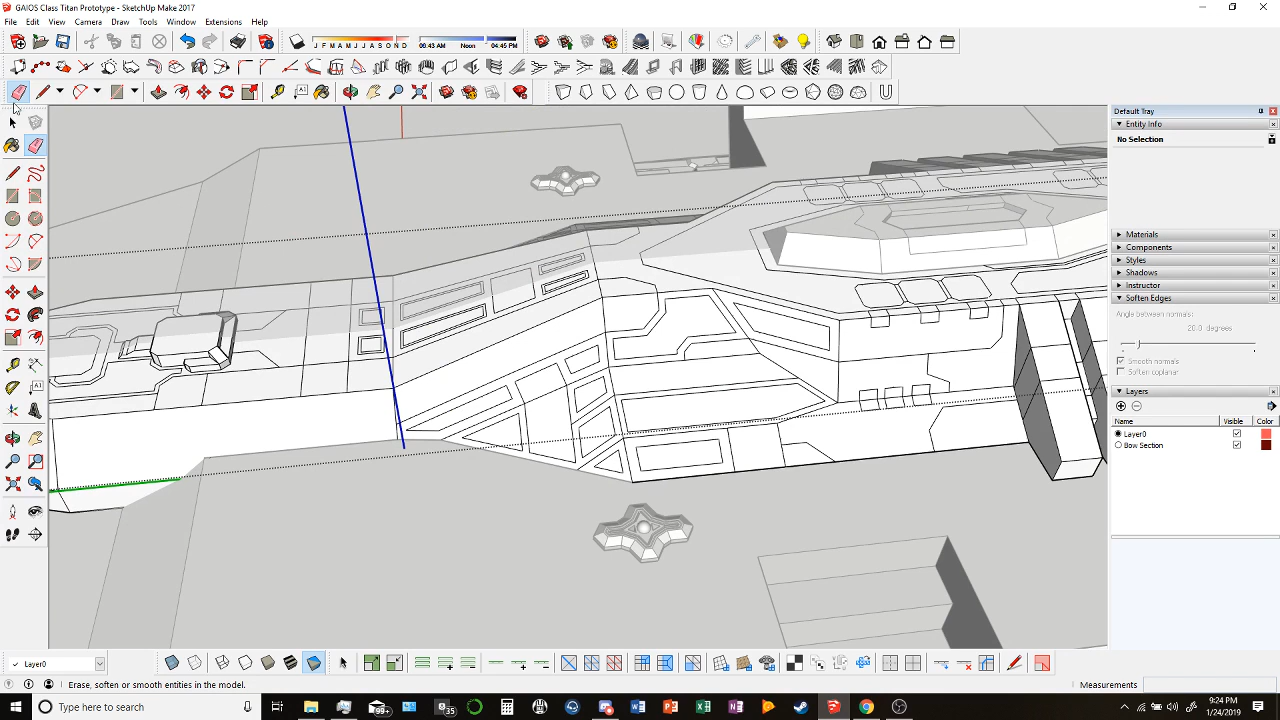 GAIOS Class Titan Prototype - SketchUp Make 2017
File Edit View Camera Draw Tools Window Extensions Help
J F M A M J J A S O N D
Noon 04:45 PM
Default Tray
Entity Info
No Selection
Materials
Components
Styles
Shadows
Instructor
Soften Edges
Angle between normals:
20.0 degrees
Smooth normals
Soften coplanar
Layers
Name Visible Color
Layer0
Bow Section
Layer0
Erase, soften or smooth entities in the model.
Measurements
Type here to search
99+
35
9:24 PM
1/24/2019